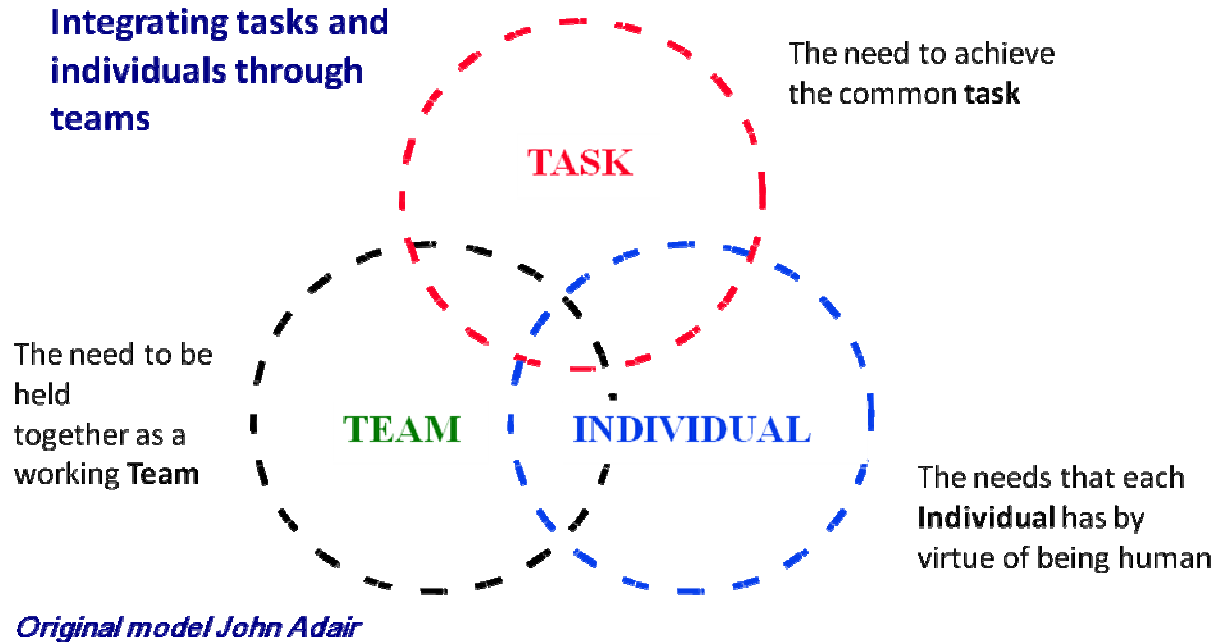 Integrating tasks and
individuals through
teams
The need to achieve
the common task
TASK
The need to be
held
together as a
working Team
TEAM
INDIVIDUAL
The needs that each
Individual has by
virtue of being human
Original model John Adair